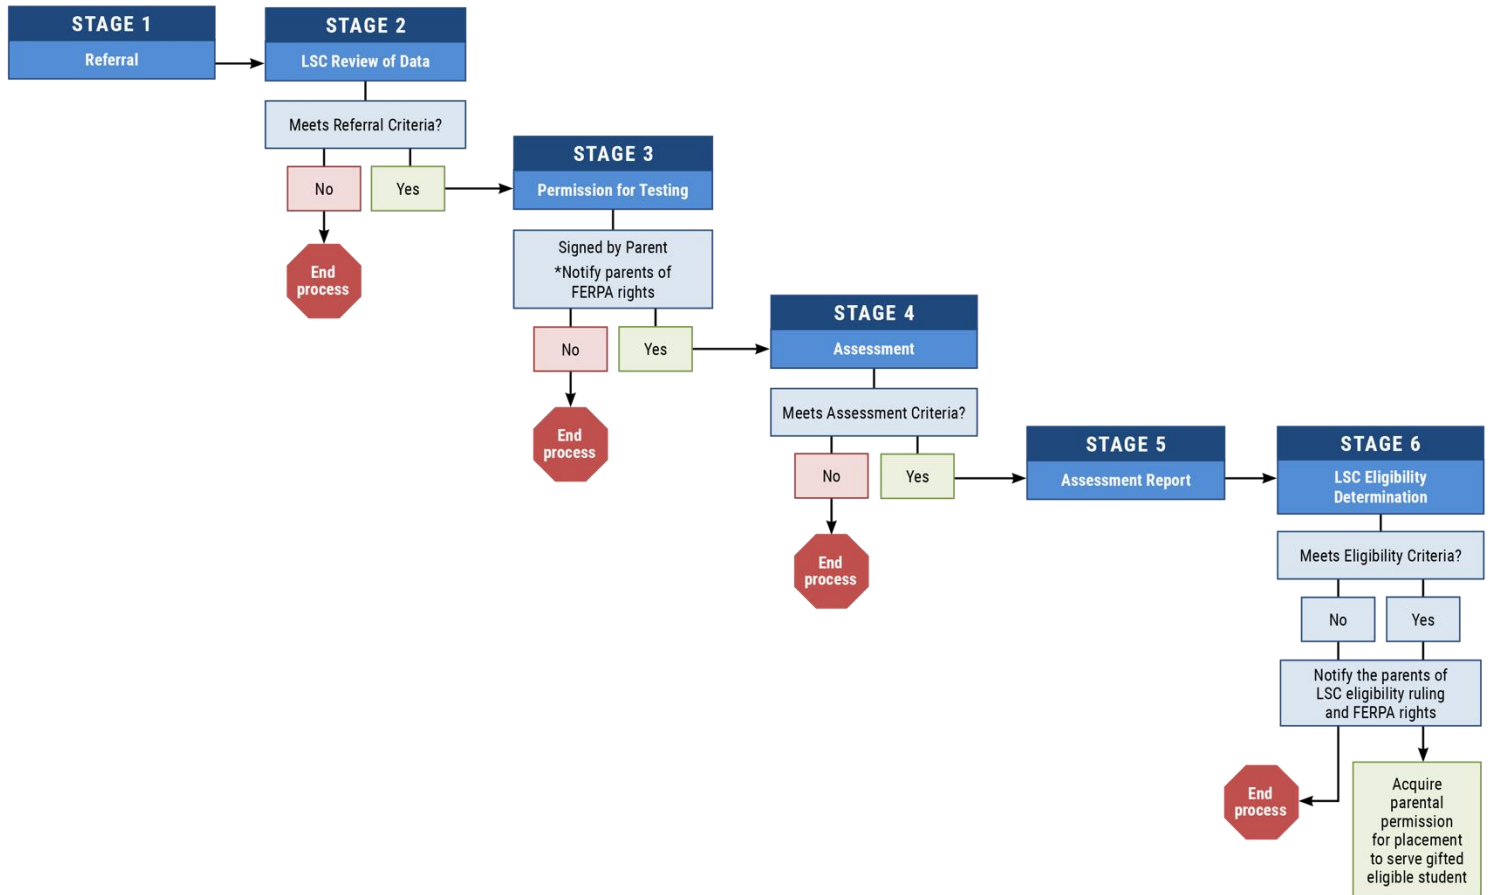 STAGE 1
Referral
STAGE 2
LSC Review of Data
Meets Referral Criteria?
No
Yes
End
process
STAGE 3
Permission for Testing
Signed by Parent
*Notify parents of
FERPA rights
No
Yes
End
process
STAGE 4
Assessment
Meets Assessment Criteria?
No
Yes
End
process
STAGE 5
Assessment Report
STAGE 6
LSC Eligibility
Determination
Meets Eligibility Criteria?
No
Yes
Notify the parents of
LSC eligibility ruling
and FERPA rights
End
process
Acquire
parental
permission
for placement
to serve gifted
eligible student